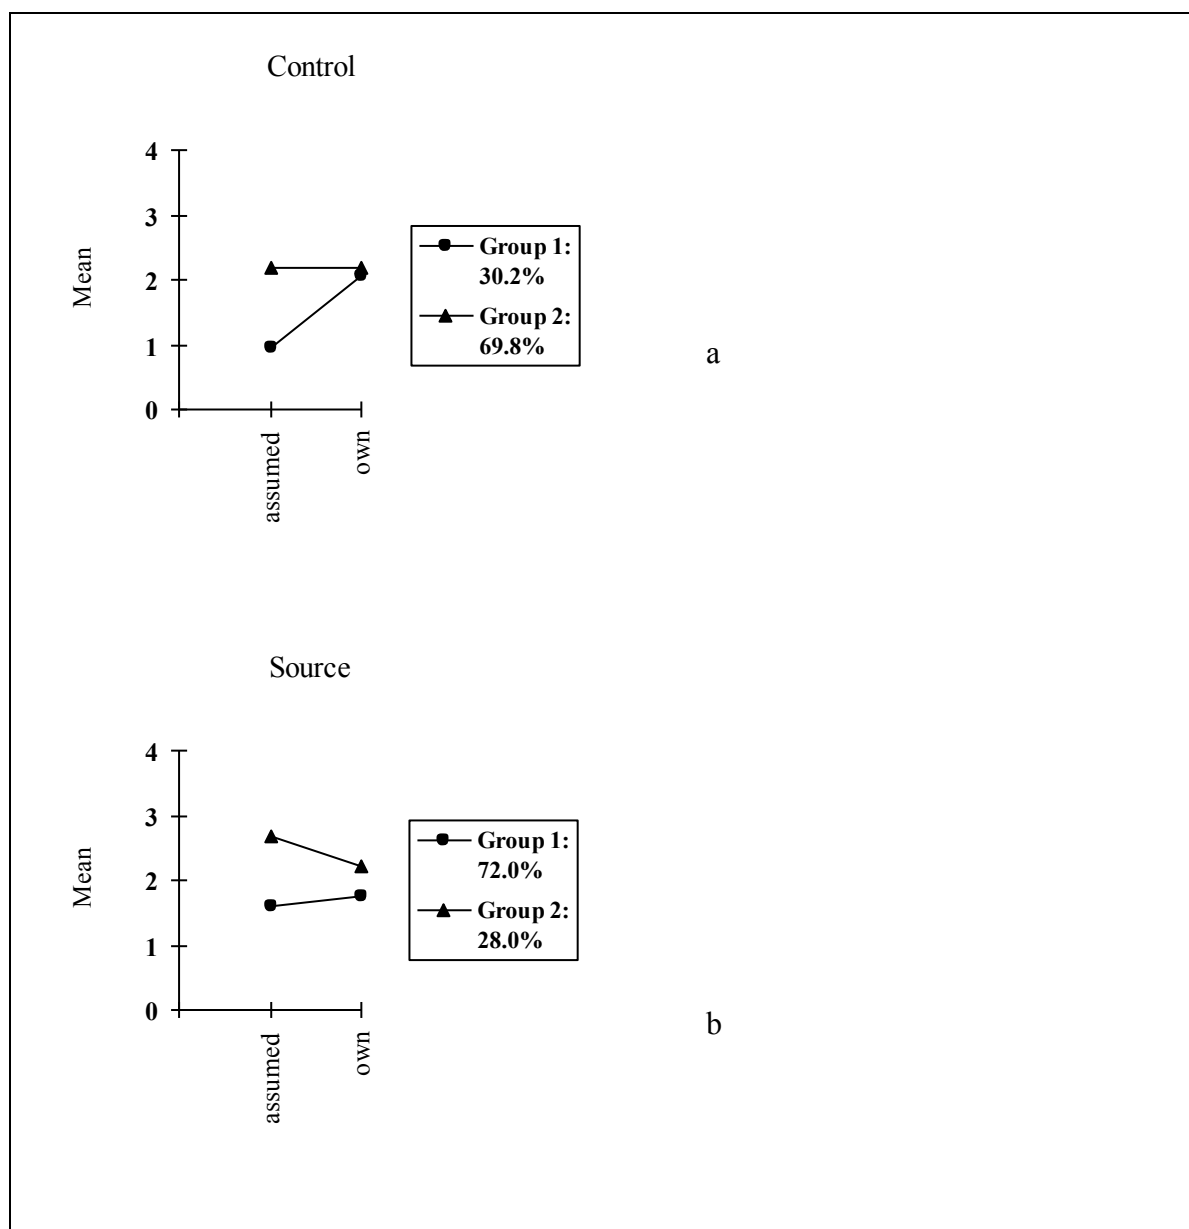 Control
4
3
2
1
0
Mean
assumed
own
Group 1:
30.2%
Group 2:
69.8%
a
Source
4
3
2
1
0
Mean
assumed
own
Group 1:
72.0%
Group 2:
28.0%
b